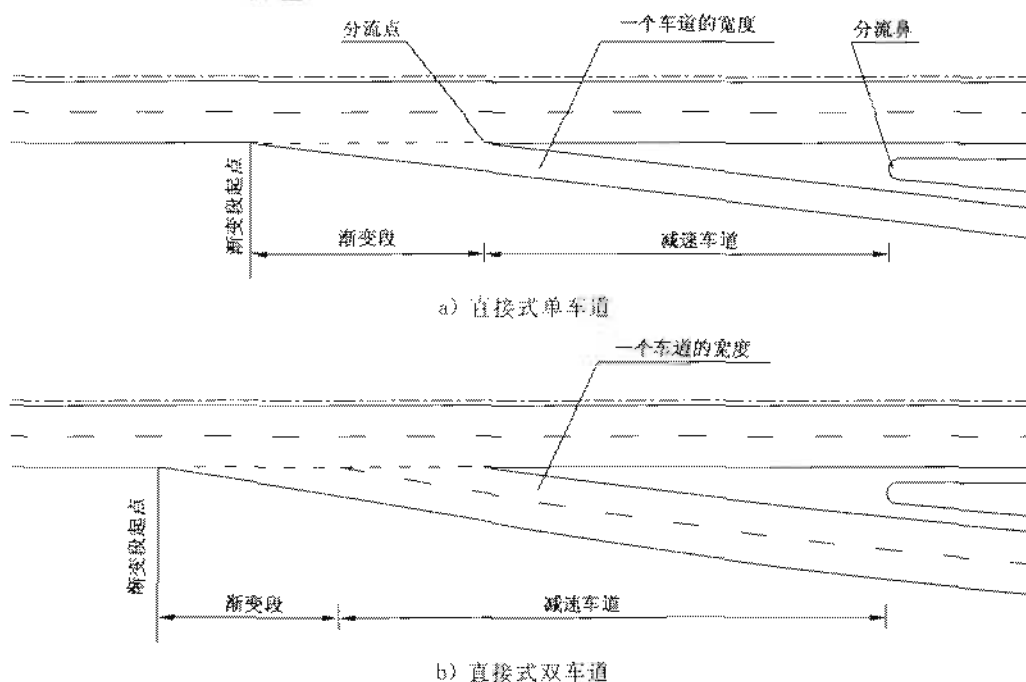 分流点
一个车道的宽度
分流鼻
渐变段起点
渐变段
减速车道
a) 直接式单车道
一个车道的宽度
渐变段起点
渐变段
减速车道
b) 直接式双车道